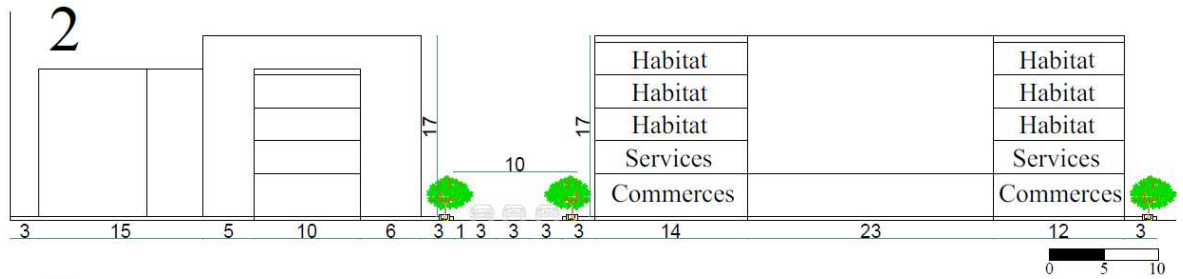 2
Habitat Habitat
Habitat Habitat
17 17 Habitat Habitat
10 Services Services
Commerces Commerces
3 15 5 10 6 3 1 3 3 3 3 14 23 12 3
0 5 10